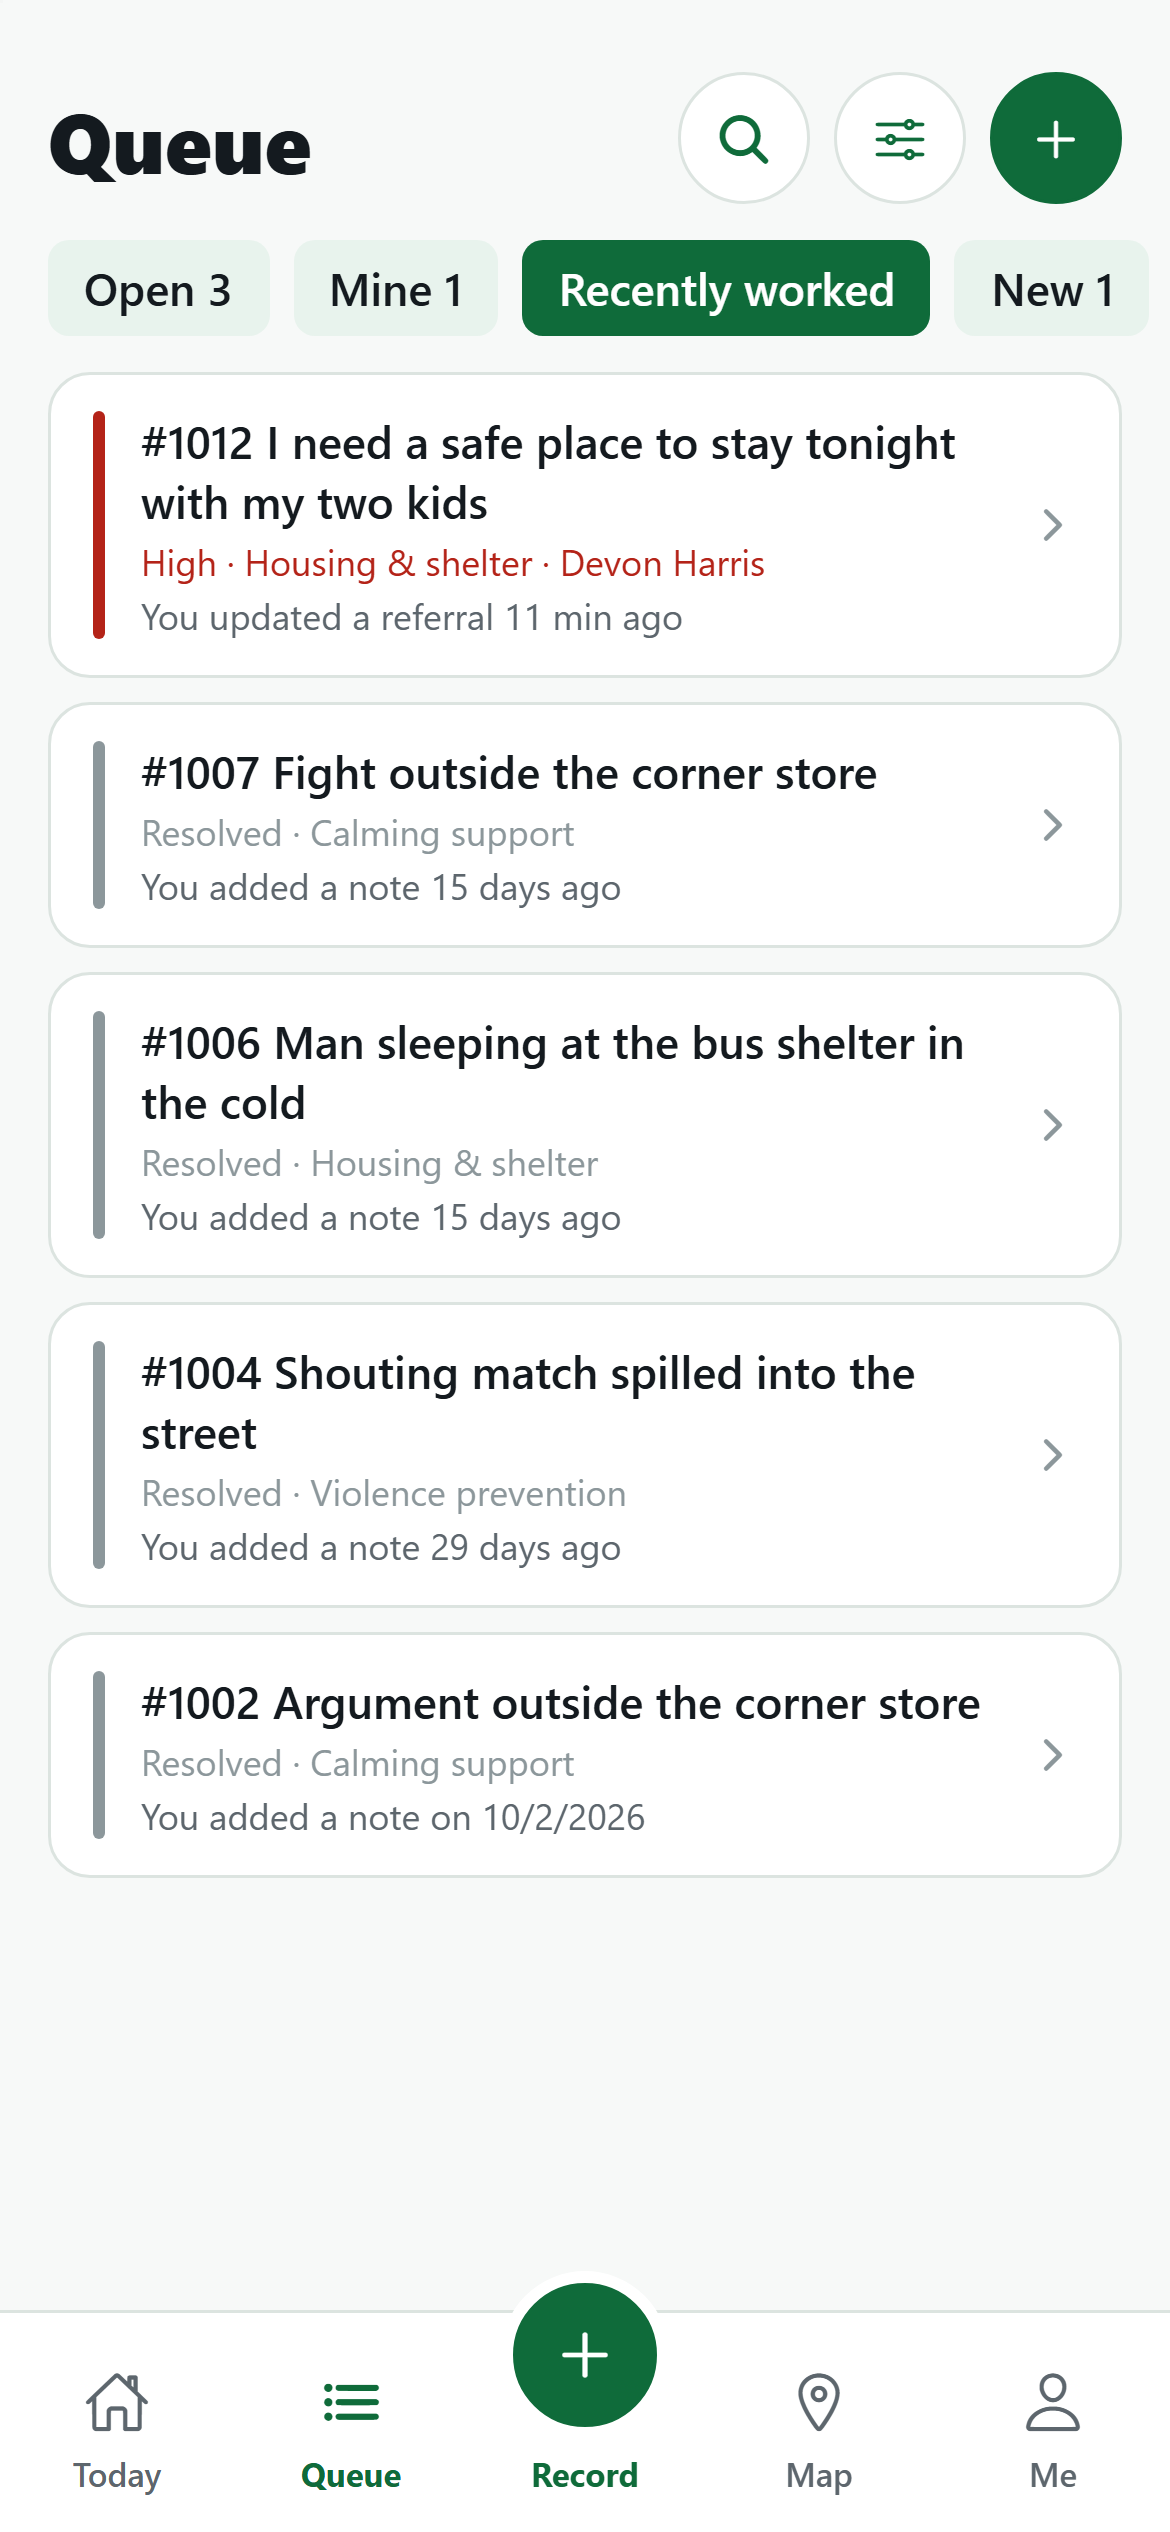 Queue
Open 3
Mine 1
Recently worked
New 1
#1012 I need a safe place to stay tonight
with my two kids
High · Housing & shelter · Devon Harris
You updated a referral 11 min ago
#1007 Fight outside the corner store
Resolved · Calming support
You added a note 15 days ago
#1006 Man sleeping at the bus shelter in
the cold
Resolved · Housing & shelter
You added a note 15 days ago
#1004 Shouting match spilled into the
street
Resolved · Violence prevention
You added a note 29 days ago
#1002 Argument outside the corner store
Resolved · Calming support
You added a note on 10/2/2026
Today
Queue
Record
Map
Me